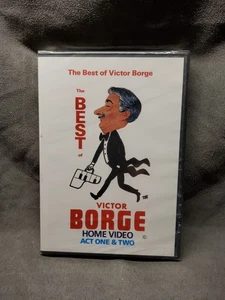 The Best of Victor Borge
The
BEST
of
VICTOR
BORGE
HOME VIDEO
ACT ONE & TWO
©